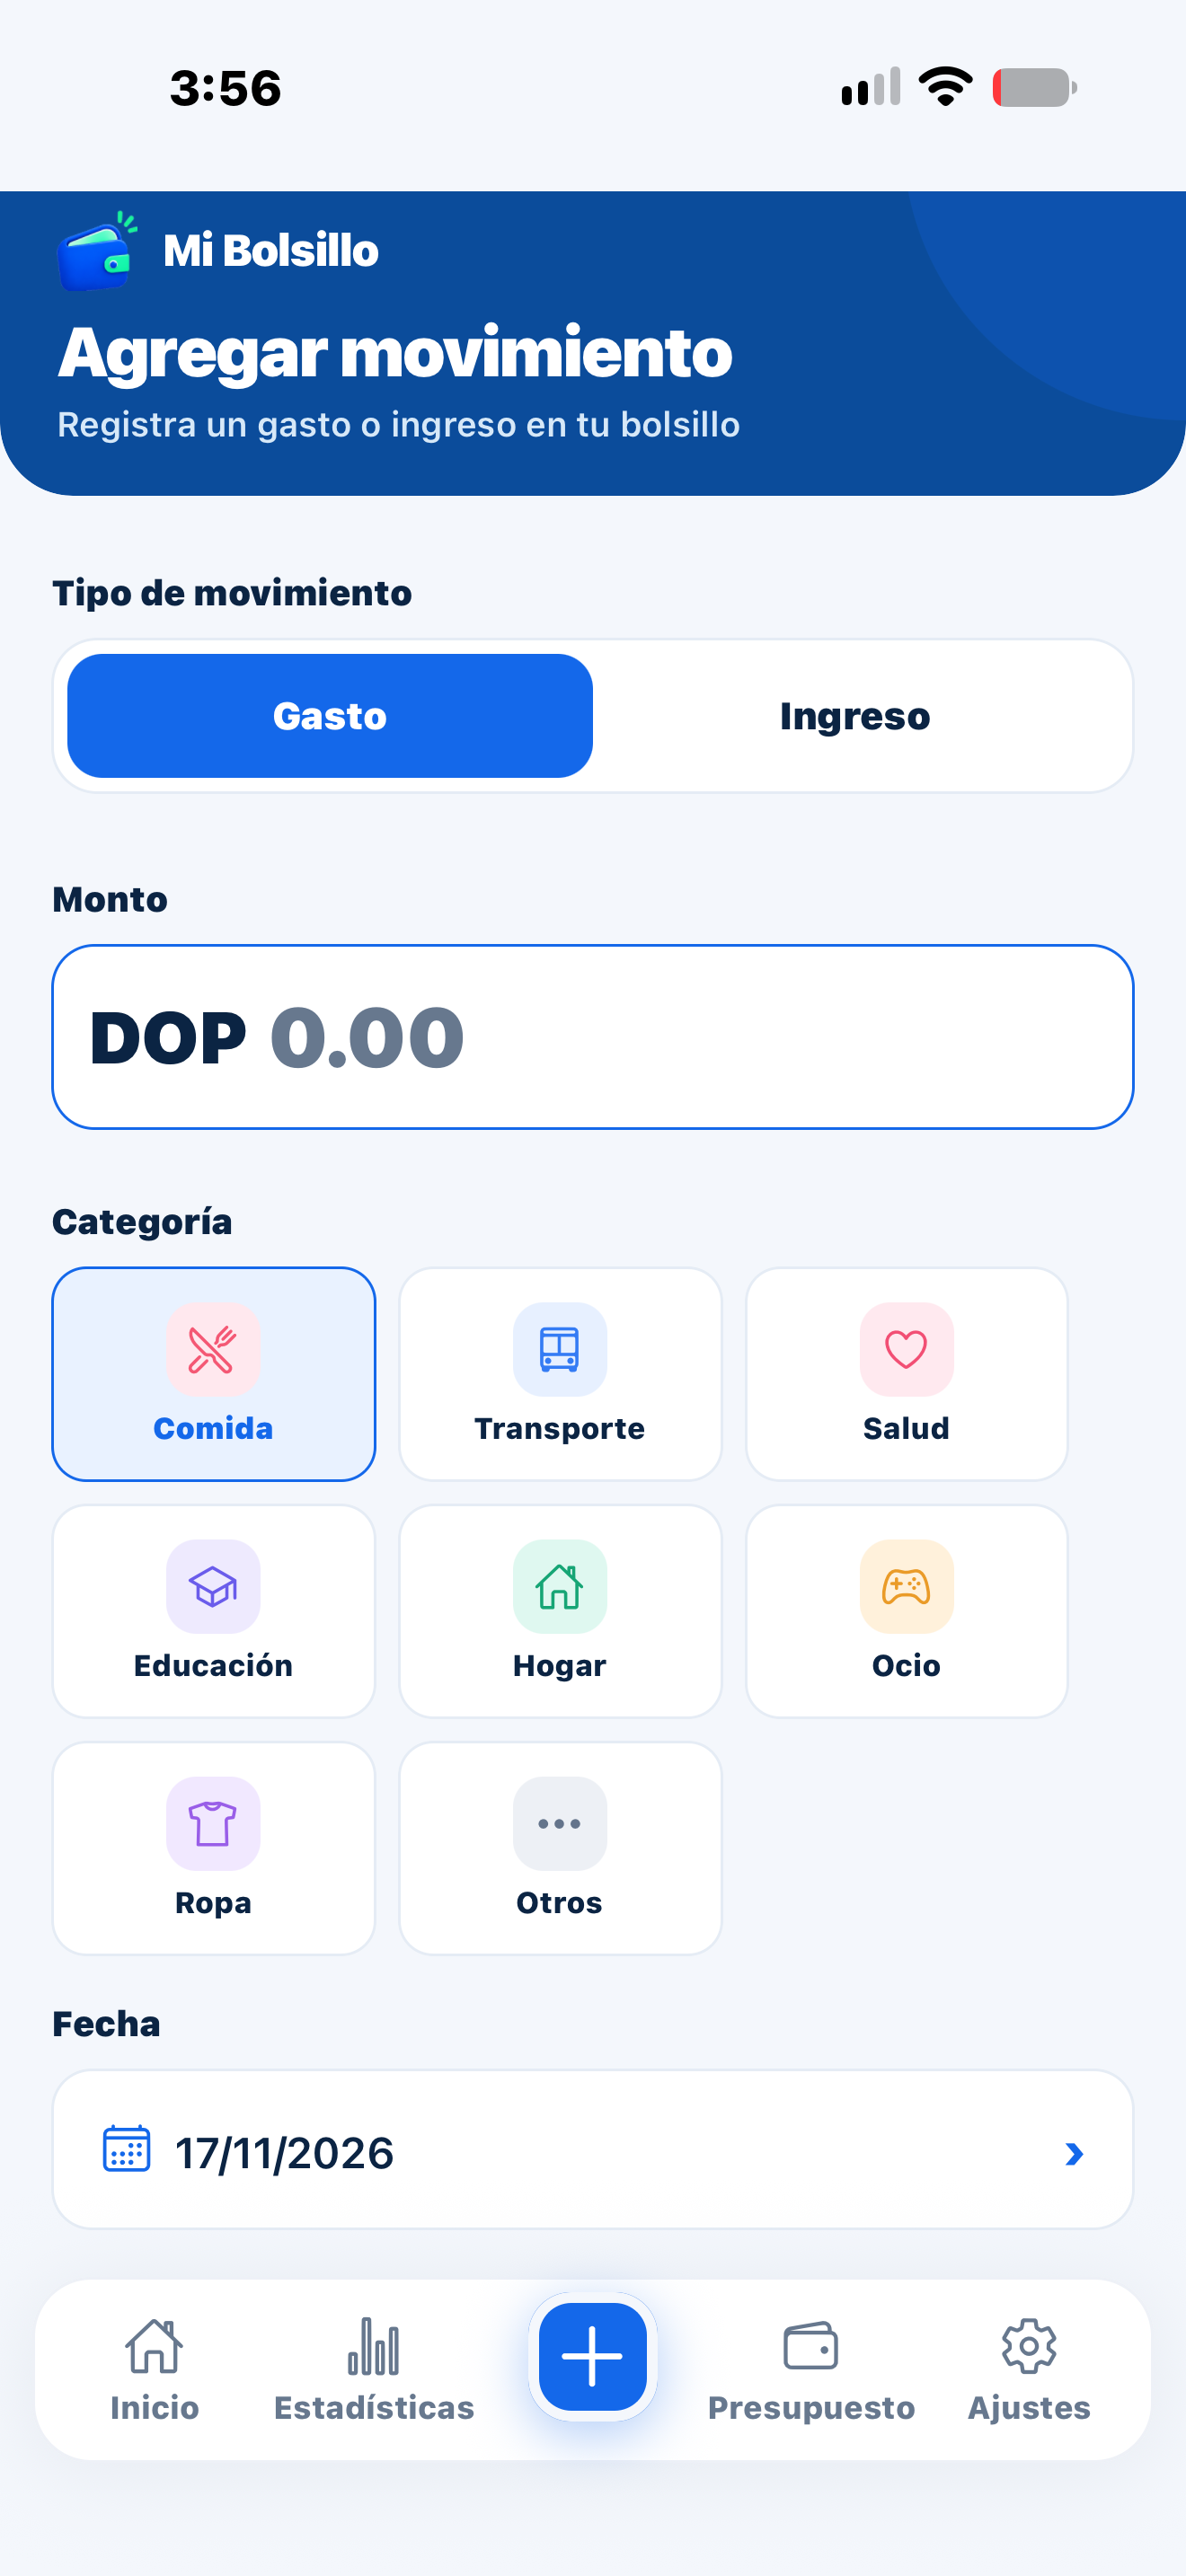 3:56
Mi Bolsillo
Agregar movimiento
Registra un gasto o ingreso en tu bolsillo
Tipo de movimiento
Gasto Ingreso
Monto
DOP 0.00
Categoría
Comida Transporte Salud
Educación Hogar Ocio
Ropa Otros
Fecha
17/11/2026
Inicio Estadísticas Presupuesto Ajustes